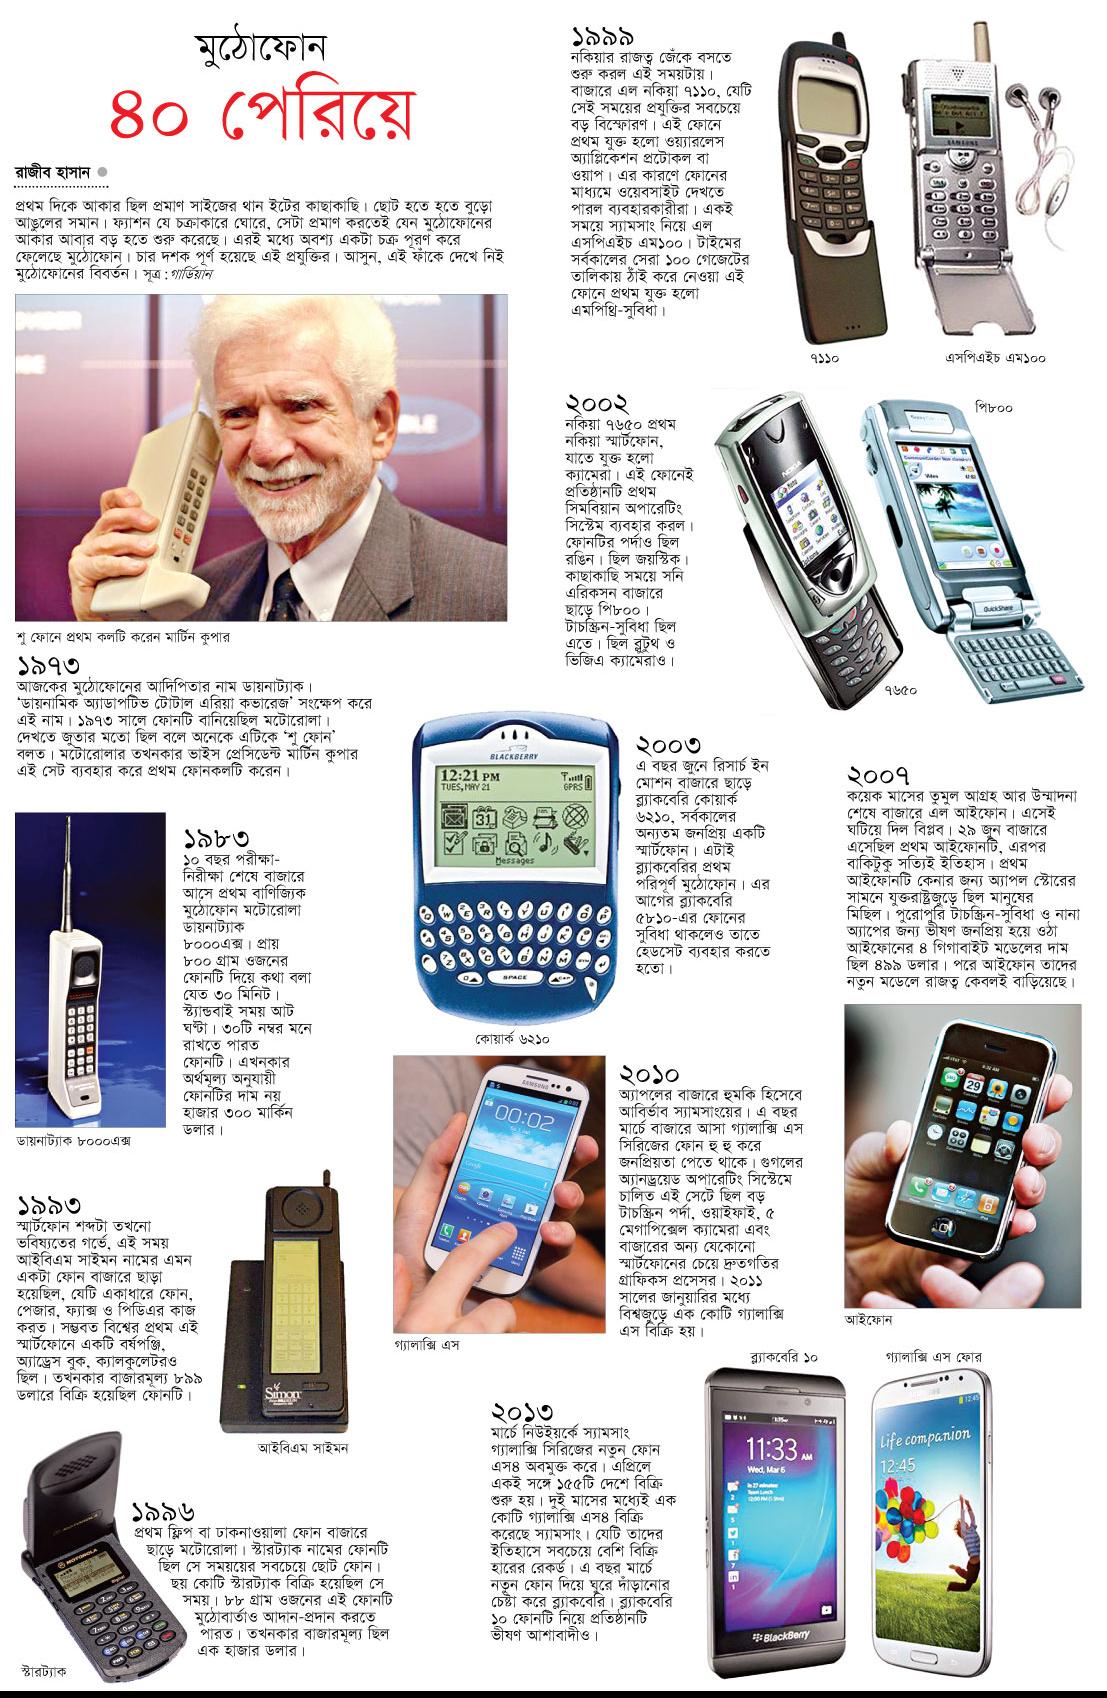 মুঠোফোন
৪০ পেরিয়ে
রাজীব হাসান ●
প্রথম দিকে আকার ছিল প্রমাণ সাইজের থান ইটের কাছাকাছি। ছোট হতে হতে বুড়ো
আঙুলের সমান। ফ্যাশন যে চক্রাকারে ঘোরে, সেটা প্রমাণ করতেই যেন মুঠোফোনের
আকার আবার বড় হতে শুরু করেছে। এরই মধ্যে অবশ্য একটা চক্র পূরণ করে
ফেলেছে মুঠোফোন। চার দশক পূর্ণ হয়েছে এই প্রযুক্তির। আসুন, এই ফাঁকে দেখে নিই
মুঠোফোনের বিবর্তন। সূত্র : গার্ডিয়ান
শু ফোনে প্রথম কলটি করেন মার্টিন কুপার
১৯৭৩
আজকের মুঠোফোনের আদিপিতার নাম ডায়নাট্যাক।
‘ডায়নামিক অ্যাডাপটিভ টোটাল এরিয়া কভারেজ’ সংক্ষেপ করে
এই নাম। ১৯৭৩ সালে ফোনটি বানিয়েছিল মটোরোলা।
দেখতে জুতার মতো ছিল বলে অনেকে এটিকে ‘শু ফোন’
বলত। মটোরোলার তখনকার ভাইস প্রেসিডেন্ট মার্টিন কুপার
এই সেট ব্যবহার করে প্রথম ফোনকলটি করেন।
১৯৮৩
১০ বছর পরীক্ষা-
নিরীক্ষা শেষে বাজারে
আসে প্রথম বাণিজ্যিক
মুঠোফোন মটোরোলা
ডায়নাট্যাক
৮০০০এক্স। প্রায়
৮০০ গ্রাম ওজনের
ফোনটি দিয়ে কথা বলা
যেত ৩০ মিনিট।
স্ট্যান্ডবাই সময় আট
ঘণ্টা। ৩০টি নম্বর মনে
রাখতে পারত
ফোনটি। এখনকার
অর্থমূল্য অনুযায়ী
ফোনটির দাম নয়
হাজার ৩০০ মার্কিন
ডলার।
ডায়নাট্যাক ৮০০০এক্স
১৯৯৩
স্মার্টফোন শব্দটা তখনো
ভবিষ্যতের গর্ভে, এই সময়
আইবিএম সাইমন নামের এমন
একটা ফোন বাজারে ছাড়া
হয়েছিল, যেটি একাধারে ফোন,
পেজার, ফ্যাক্স ও পিডিএর কাজ
করত। সম্ভবত বিশ্বের প্রথম এই
স্মার্টফোনে একটি বর্ষপঞ্জি,
অ্যাড্রেস বুক, ক্যালকুলেটরও
ছিল। তখনকার বাজারমূল্য ৮৯৯
ডলারে বিক্রি হয়েছিল ফোনটি।
Simon
আইবিএম সাইমন
১৯৯৬
প্রথম ফ্লিপ বা ঢাকনাওয়ালা ফোন বাজারে
ছাড়ে মটোরোলা। স্টারট্যাক নামের ফোনটি
ছিল সে সময়য়ের সবচেয়ে ছোট ফোন।
ছয় কোটি স্টারট্যাক বিক্রি হয়েছিল সে
সময়। ৮৮ গ্রাম ওজনের এই ফোনটি
মুঠোবার্তাও আদান-প্রদান করতে
পারত। তখনকার বাজারমূল্য ছিল
এক হাজার ডলার।
MOTOROLA
স্টারট্যাক
১৯৯৯
নকিয়ার রাজত্ব জেঁকে বসতে
শুরু করল এই সময়টায়।
বাজারে এল নকিয়া ৭১১০, যেটি
সেই সময়ের প্রযুক্তির সবচেয়ে
বড় বিস্ফোরণ। এই ফোনে
প্রথম যুক্ত হলো ওয়্যারলেস
অ্যাপ্লিকেশন প্রটোকল বা
ওয়াপ। এর কারণে ফোনের
মাধ্যমে ওয়েবসাইট দেখতে
পারল ব্যবহারকারীরা। একই
সময়ে স্যামসাং নিয়ে এল
এসপিএইচ এম১০০। টাইমের
সর্বকালের সেরা ১০০ গেজেটের
তালিকায় ঠাঁই করে নেওয়া এই
ফোনে প্রথম যুক্ত হলো
এমপিথ্রি-সুবিধা।
SAMSUNG
৭১১০
এসপিএইচ এম১০০
২০০২
নকিয়া ৭৬৫০ প্রথম
নকিয়া স্মার্টফোন,
যাতে যুক্ত হলো
ক্যামেরা। এই ফোনেই
প্রতিষ্ঠানটি প্রথম
সিমবিয়ান অপারেটিং
সিস্টেম ব্যবহার করল।
ফোনটির পর্দাও ছিল
রঙিন। ছিল জয়স্টিক।
কাছাকাছি সময়ে সনি
এরিকসন বাজারে
ছাড়ে পি৮০০।
টাচস্ক্রিন-সুবিধা ছিল
এতে। ছিল ব্লুটুথ ও
ভিজিএ ক্যামেরাও।
NOKIA
পি৮০০
Video
QuickShare
৭৬৫০
BLACKBERRY
12:21 PM
TUES, MAY 21
GPRS
31
Messages
SPACE
কোয়ার্ক ৬২১০
২০০৩
এ বছর জুনে রিসার্চ ইন
মোশন বাজারে ছাড়ে
ব্ল্যাকবেরি কোয়ার্ক
৬২১০, সর্বকালের
অন্যতম জনপ্রিয় একটি
স্মার্টফোন। এটাই
ব্ল্যাকবেরির প্রথম
পরিপূর্ণ মুঠোফোন। এর
আগের ব্ল্যাকবেরি
৫৮১০-এর ফোনের
সুবিধা থাকলেও তাতে
হেডসেট ব্যবহার করতে
হতো।
২০০৭
কয়েক মাসের তুমুল আগ্রহ আর উন্মাদনা
শেষে বাজারে এল আইফোন। এসেই
ঘটিয়ে দিল বিপ্লব। ২৯ জুন বাজারে
এসেছিল প্রথম আইফোনটি, এরপর
বাকিটুকু সত্যিই ইতিহাস। প্রথম
আইফোনটি কেনার জন্য অ্যাপল স্টোরের
সামনে যুক্তরাষ্ট্রজুড়ে ছিল মানুষের
মিছিল। পুরোপুরি টাচস্ক্রিন-সুবিধা ও নানা
অ্যাপের জন্য ভীষণ জনপ্রিয় হয়ে ওঠা
আইফোনের ৪ গিগাবাইট মডেলের দাম
ছিল ৪৯৯ ডলার। পরে আইফোন তাদের
নতুন মডেলে রাজত্ব কেবলই বাড়িয়েছে।
আইফোন
২০১০
অ্যাপলের বাজারে হুমকি হিসেবে
আবির্ভাব স্যামসাংয়ের। এ বছর
মার্চে বাজারে আসা গ্যালাক্সি এস
সিরিজের ফোন হু হু করে
জনপ্রিয়তা পেতে থাকে। গুগলের
অ্যানড্রয়েড অপারেটিং সিস্টেমে
চালিত এই সেটে ছিল বড়
টাচস্ক্রিন পর্দা, ওয়াইফাই, ৫
মেগাপিক্সেল ক্যামেরা এবং
বাজারের অন্য যেকোনো
স্মার্টফোনের চেয়ে দ্রুতগতির
গ্রাফিকস প্রসেসর। ২০১১
সালের জানুয়ারির মধ্যে
বিশ্বজুড়ে এক কোটি গ্যালাক্সি
এস বিক্রি হয়।
SAMSUNG
00:02
Google
গ্যালাক্সি এস
২০১৩
মার্চে নিউইয়র্কে স্যামসাং
গ্যালাক্সি সিরিজের নতুন ফোন
এস৪ অবমুক্ত করে। এপ্রিলে
একই সঙ্গে ১৫৫টি দেশে বিক্রি
শুরু হয়। দুই মাসের মধ্যেই এক
কোটি গ্যালাক্সি এস৪ বিক্রি
করেছে স্যামসাং। যেটি তাদের
ইতিহাসে সবচেয়ে বেশি বিক্রি
হারের রেকর্ড। এ বছর মার্চে
নতুন ফোন দিয়ে ঘুরে দাঁড়ানোর
চেষ্টা করে ব্ল্যাকবেরি। ব্ল্যাকবেরি
১০ ফোনটি নিয়ে প্রতিষ্ঠানটি
ভীষণ আশাবাদীও।
ব্ল্যাকবেরি ১০
11:33 AM
Wed, Mar 6
In 27 minutes
Team Lunch
BlackBerry
গ্যালাক্সি এস ফোর
SAMSUNG
12:45
Life companion
12:45